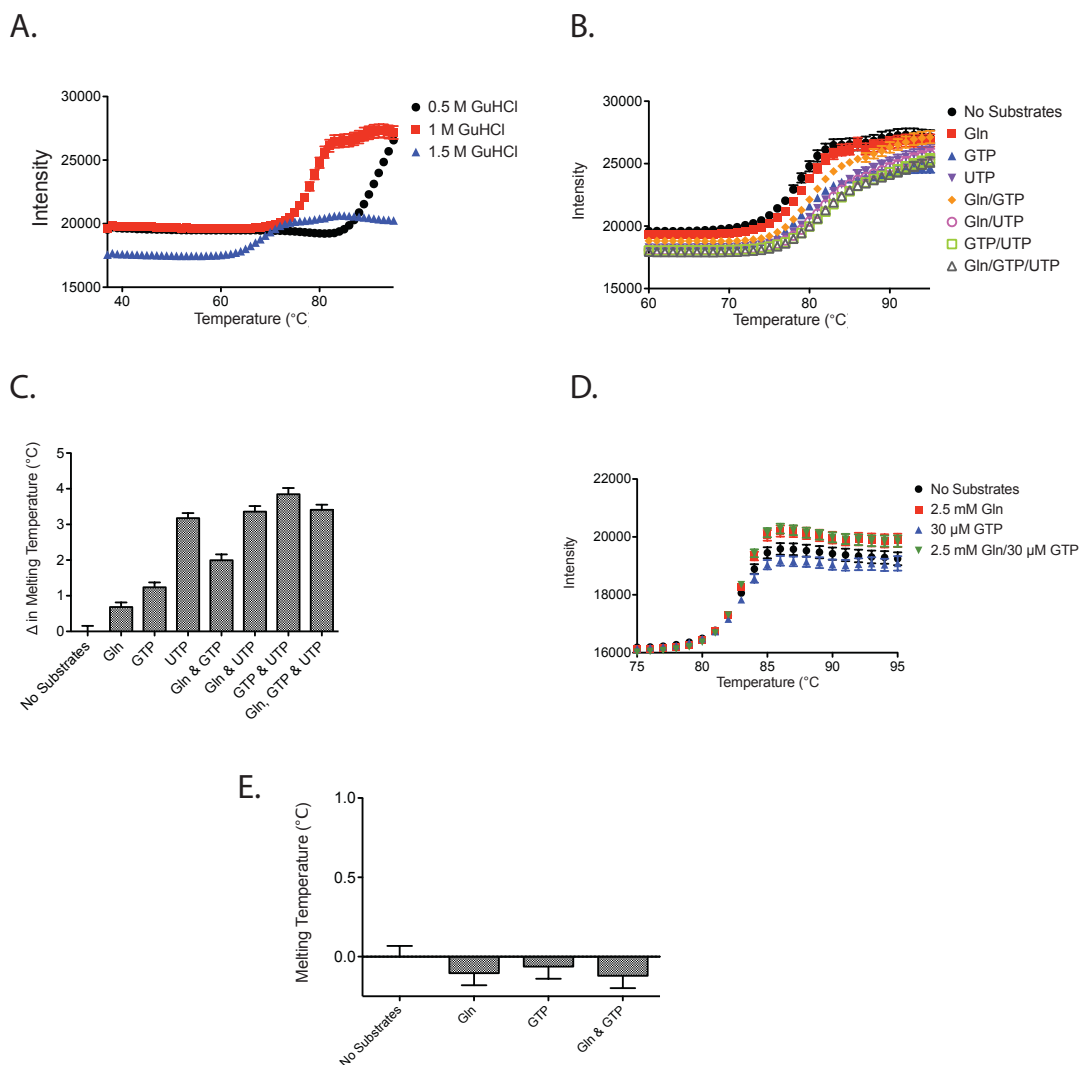 A.
30000
25000
20000
15000
Intensity
40
60
80
Temperature (°C)
0.5 M GuHCl
1 M GuHCl
1.5 M GuHCl
B.
30000
25000
20000
15000
Intensity
60
70
80
90
Temperature (°C)
No Substrates
Gln
GTP
UTP
Gln/GTP
Gln/UTP
GTP/UTP
Gln/GTP/UTP
C.
5
4
3
2
1
0
Δ in Melting Temperature (°C)
No Substrates
Gln
GTP
UTP
Gln & GTP
Gln & UTP
GTP & UTP
Gln, GTP & UTP
D.
22000
20000
18000
16000
Intensity
75
80
85
90
95
Temperature (°C
No Substrates
2.5 mM Gln
30 µM GTP
2.5 mM Gln/30 µM GTP
E.
1.0
0.5
0.0
Melting Temperature (°C)
No Substrates
Gln
GTP
Gln & GTP